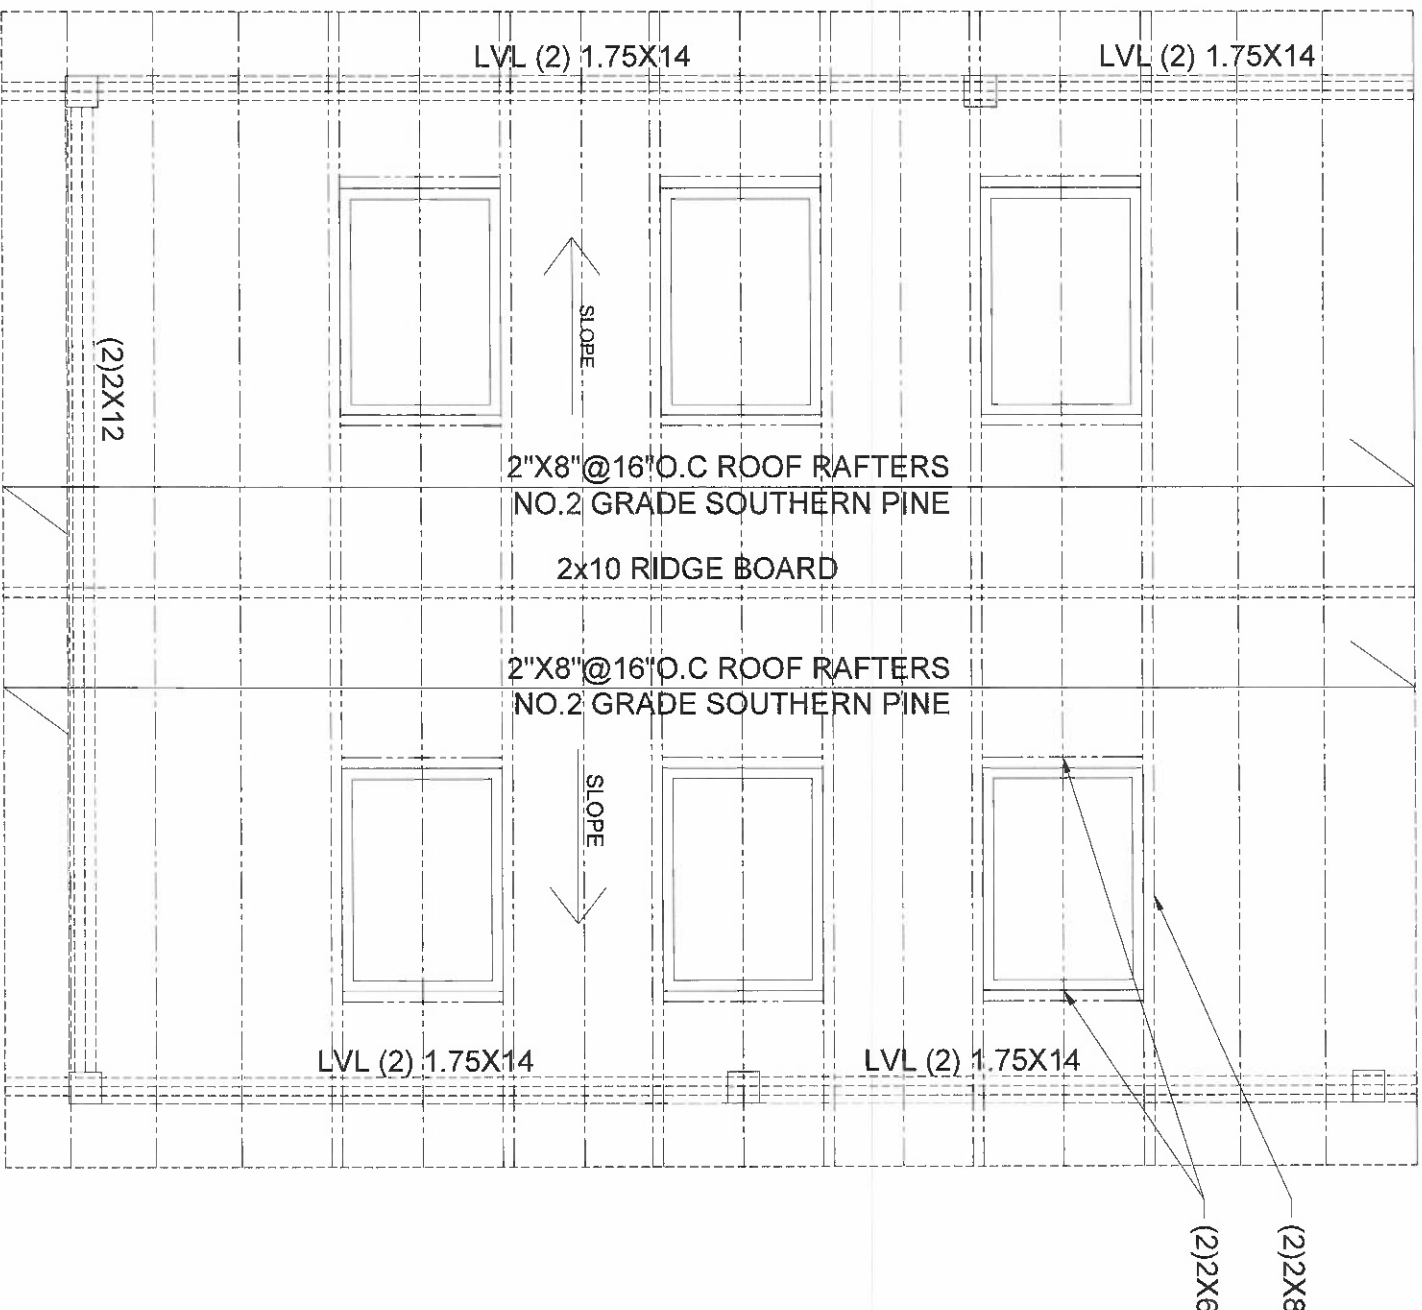 LVL (2) 1.75X14
LVL (2) 1.75X14
SLOPE
(2)2X12
2"X8"@16"O.C ROOF RAFTERS
NO.2 GRADE SOUTHERN PINE
2x10 RIDGE BOARD
2"X8"@16"O.C ROOF RAFTERS
NO.2 GRADE SOUTHERN PINE
SLOPE
LVL (2) 1.75X14
LVL (2) 1.75X14
(2)2X6
(2)2X8